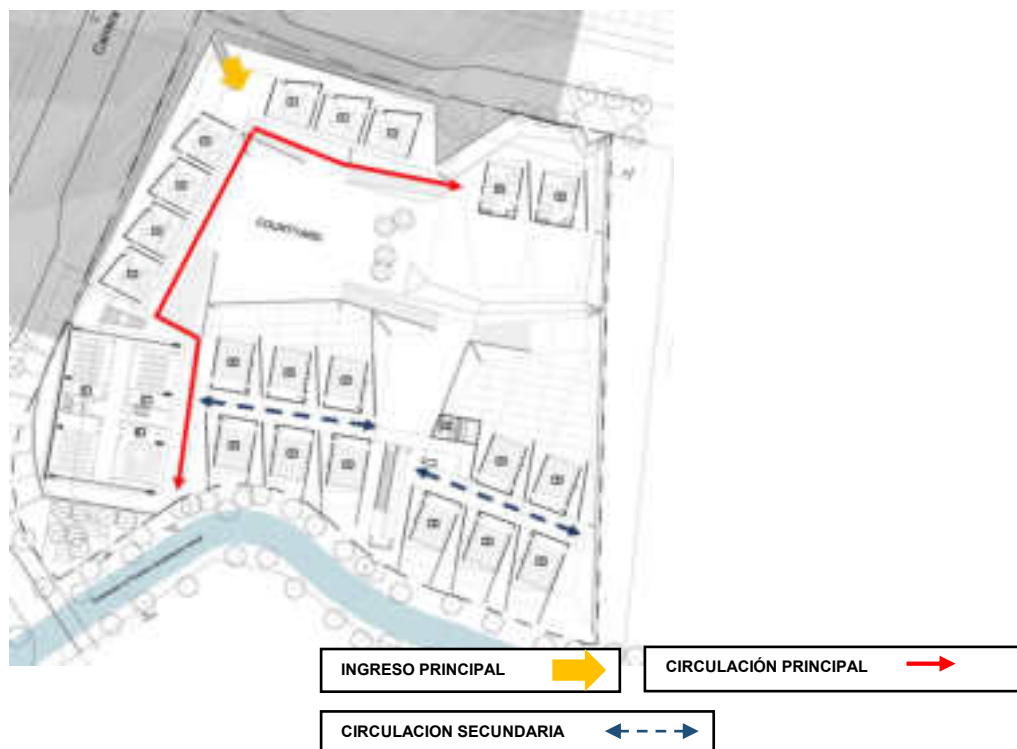 COURTYARD
INGRESO PRINCIPAL
CIRCULACIÓN PRINCIPAL
CIRCULACION SECUNDARIA